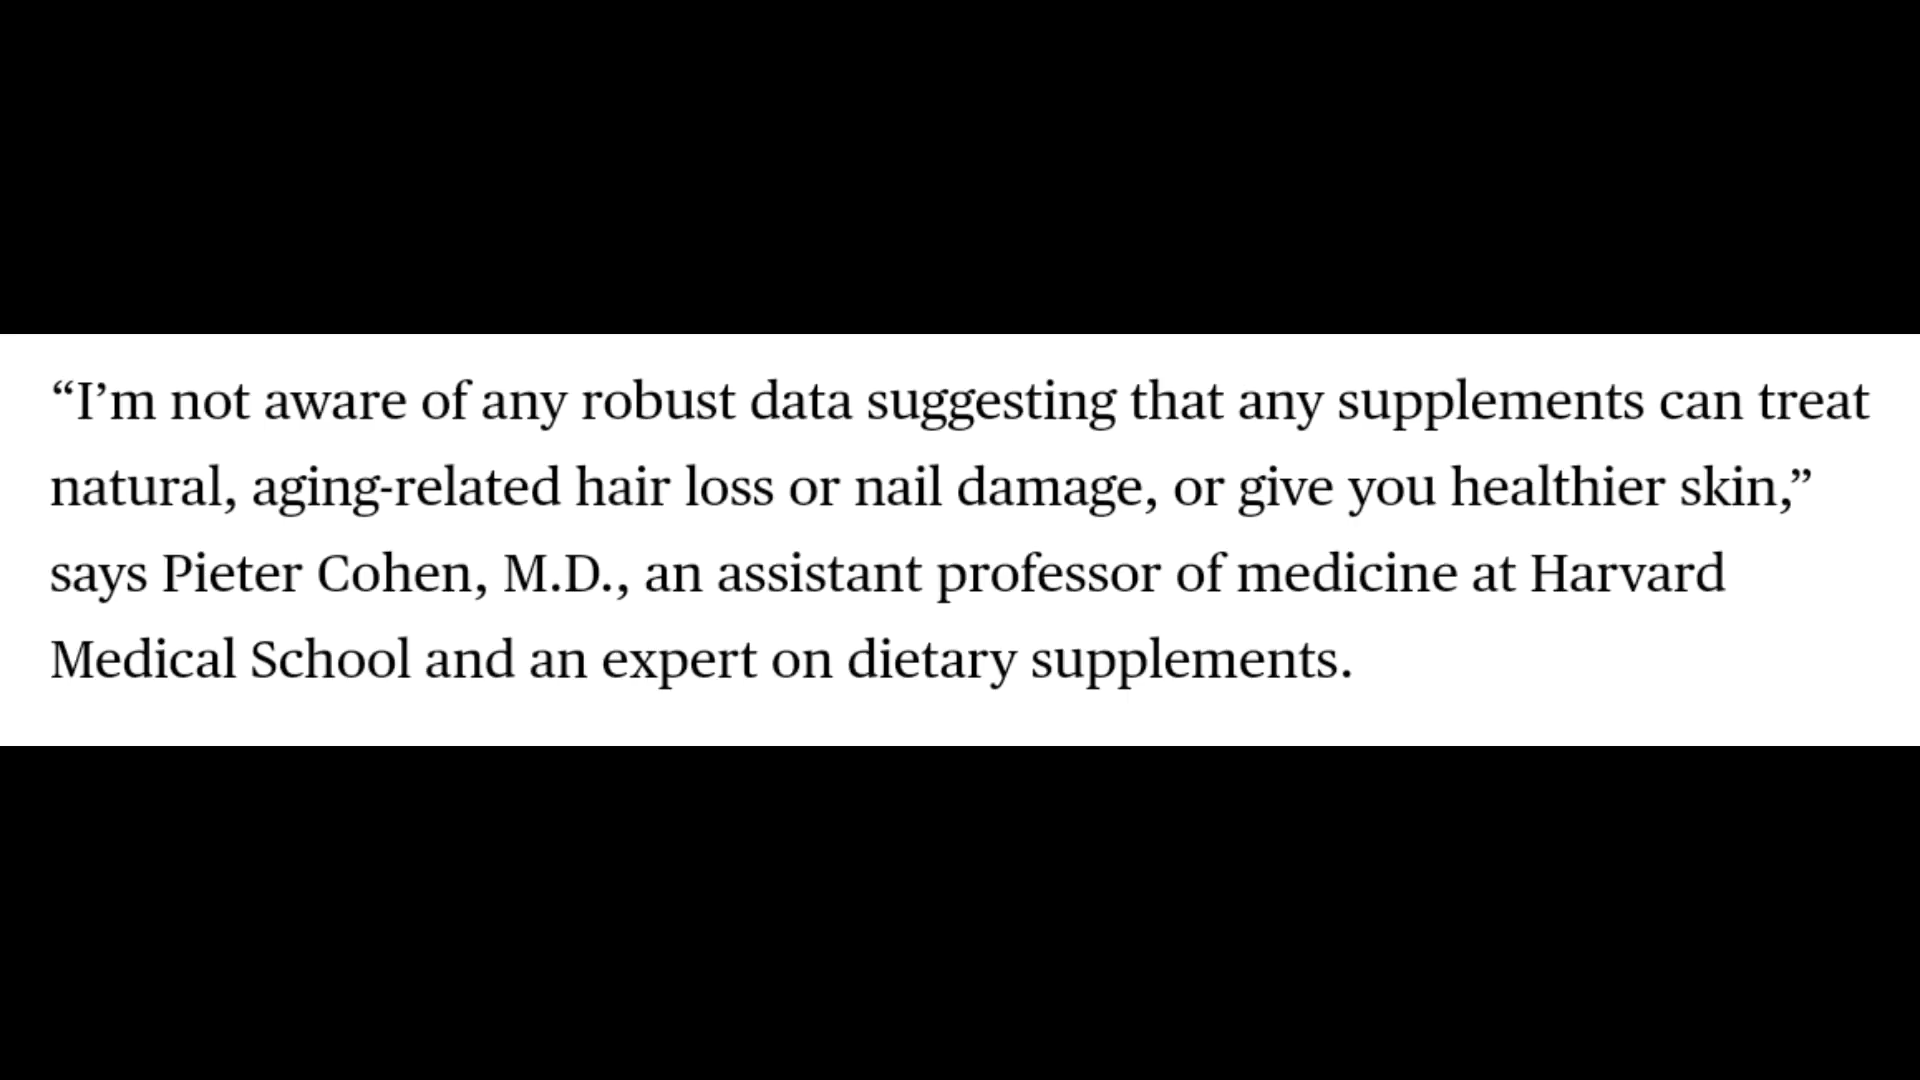 “I’m not aware of any robust data suggesting that any supplements can treat
natural, aging-related hair loss or nail damage, or give you healthier skin,”
says Pieter Cohen, M.D., an assistant professor of medicine at Harvard
Medical School and an expert on dietary supplements.